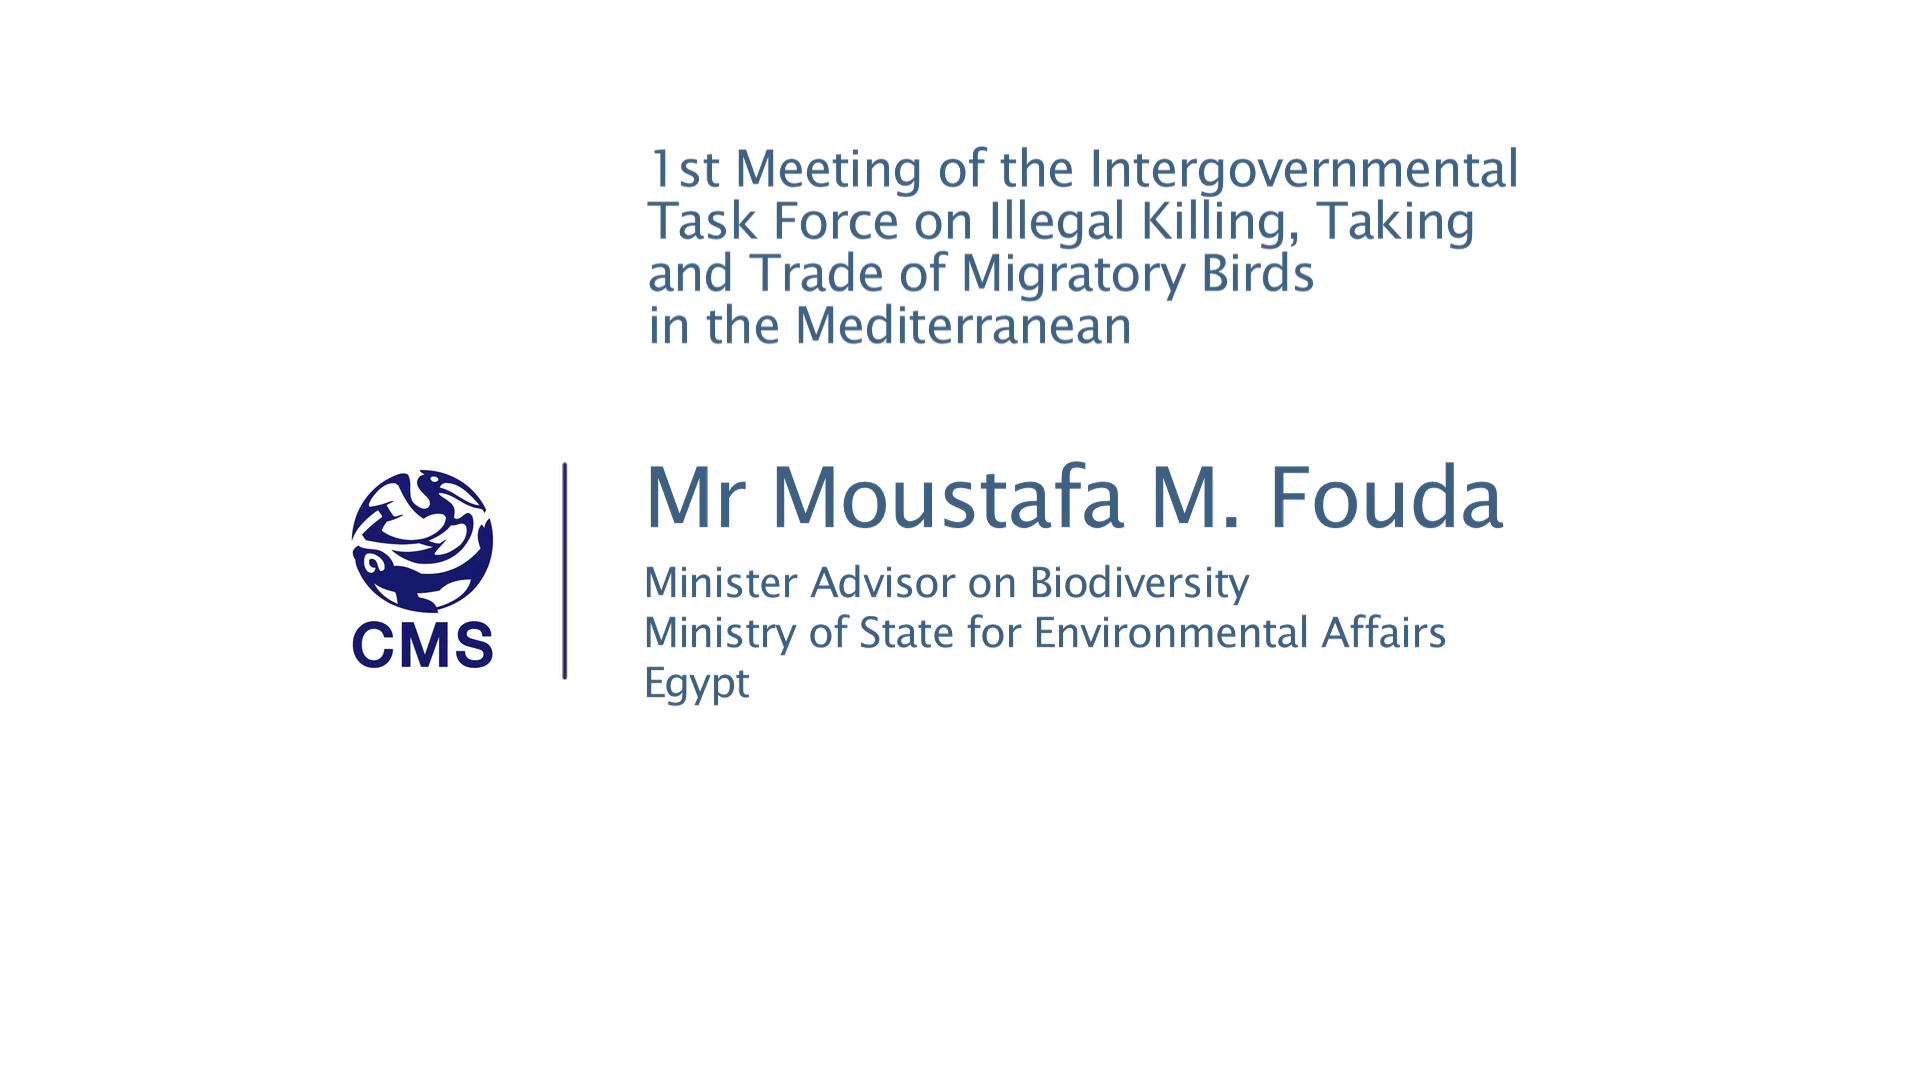 1st Meeting of the Intergovernmental
Task Force on Illegal Killing, Taking
and Trade of Migratory Birds
in the Mediterranean
Mr Moustafa M. Fouda
Minister Advisor on Biodiversity
Ministry of State for Environmental Affairs
Egypt
CMS